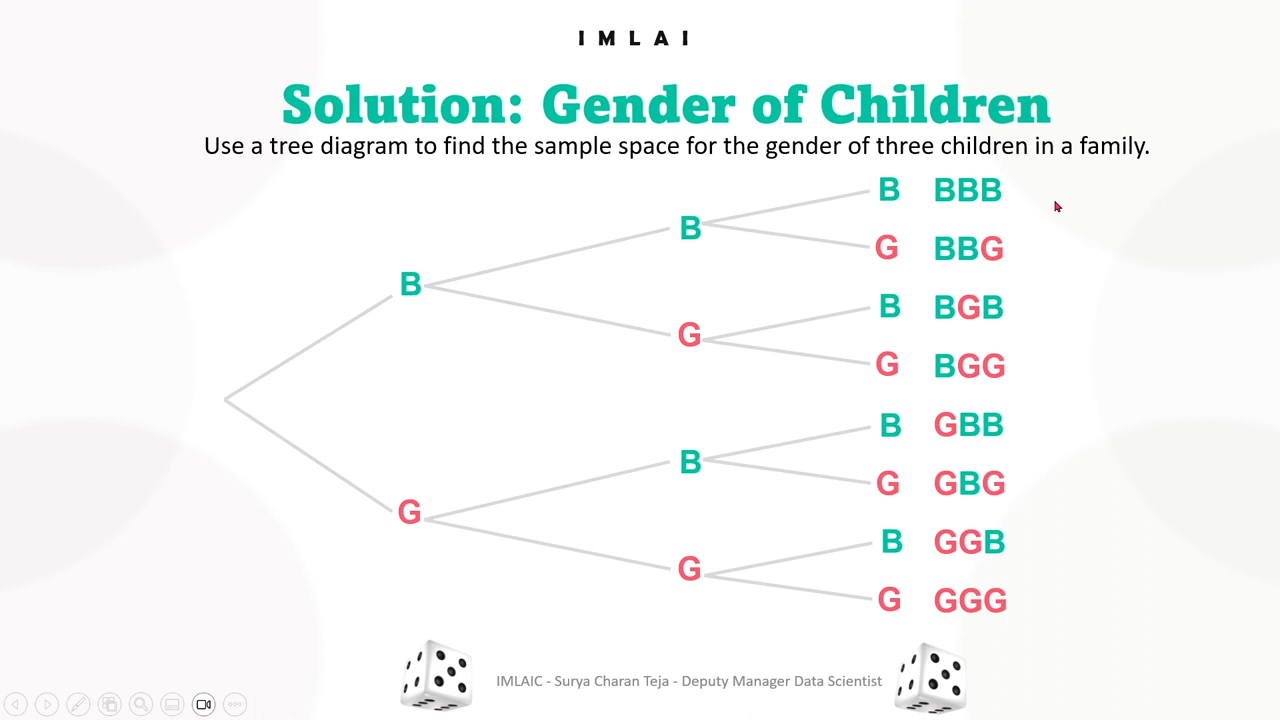 IMLAI
Solution: Gender of Children
Use a tree diagram to find the sample space for the gender of three children in a family.
B BBB
B
G BBG
B
B BGB
G
G BGG
B GBB
B
G GBG
G
B GGB
G
G GGG
IMLAIC - Surya Charan Teja - Deputy Manager Data Scientist